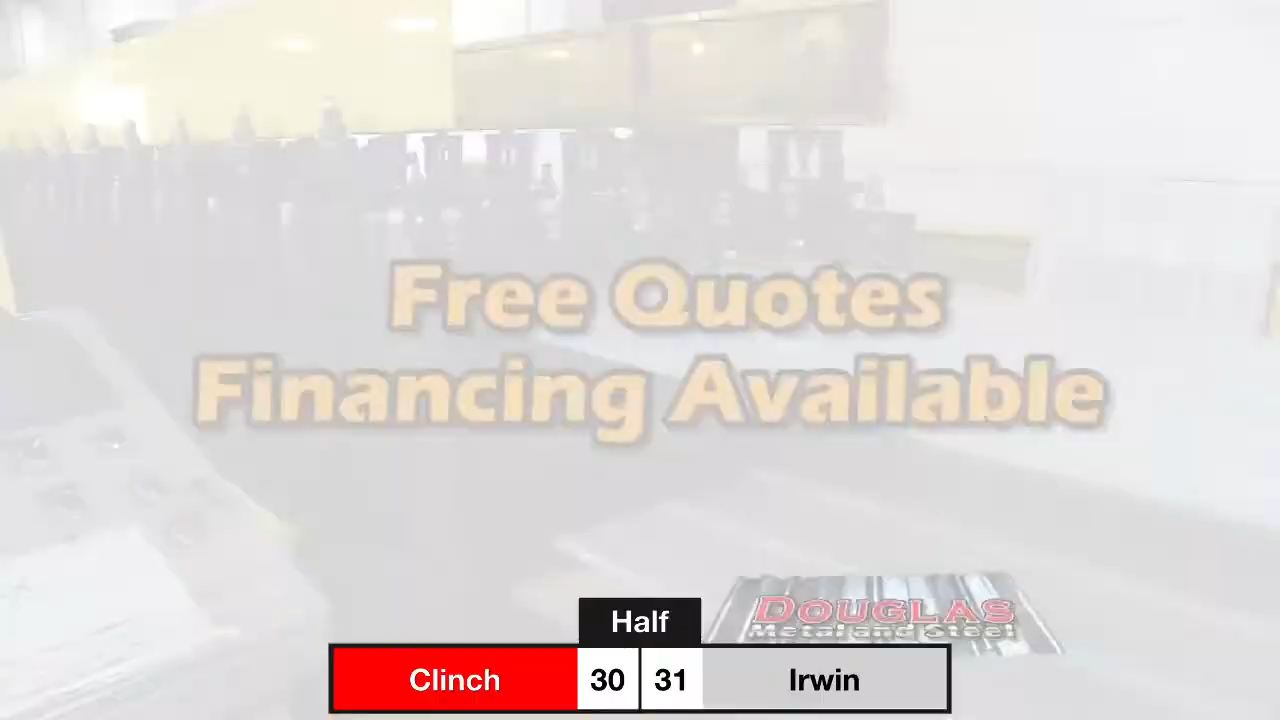 Free Quotes
Financing Available
DOUGLAS
Metal and Steel
Half
Clinch 30 31 Irwin